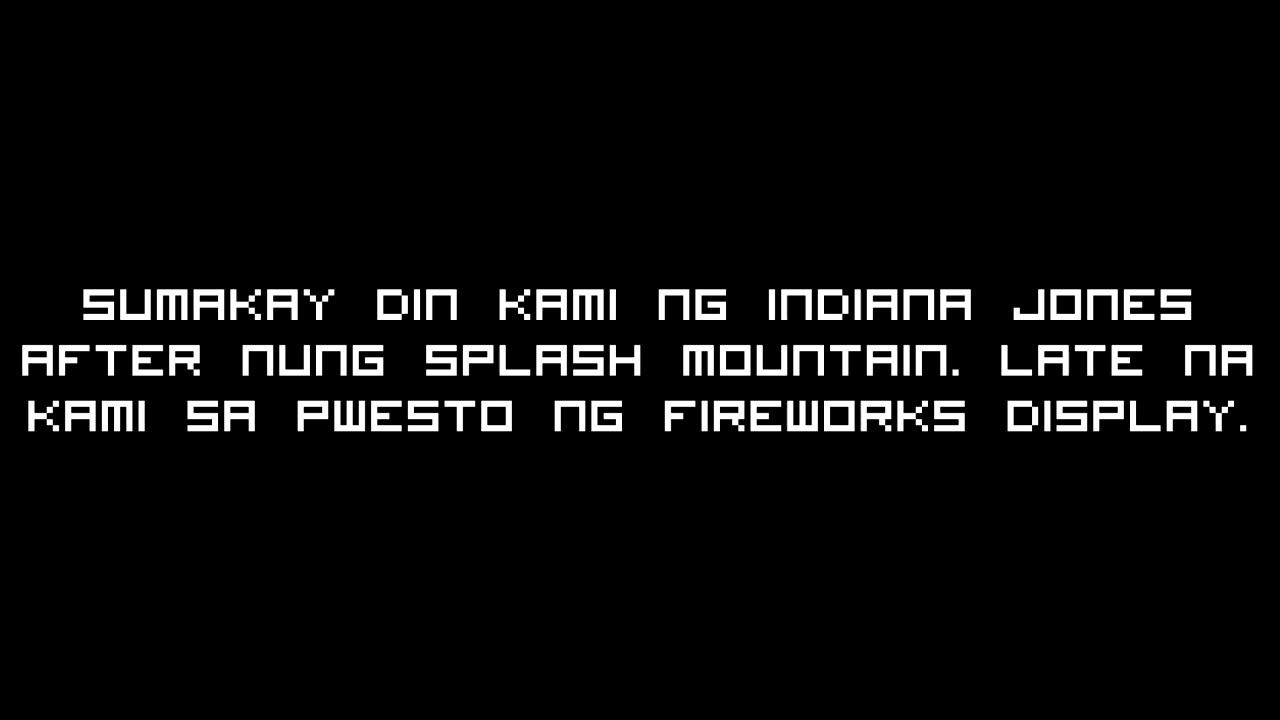 SUMAKAY DIN KAMI NG INDIANA JONES
AFTER NUNG SPLASH MOUNTAIN. LATE NA
KAMI SA PWESTO NG FIREWORKS DISPLAY.